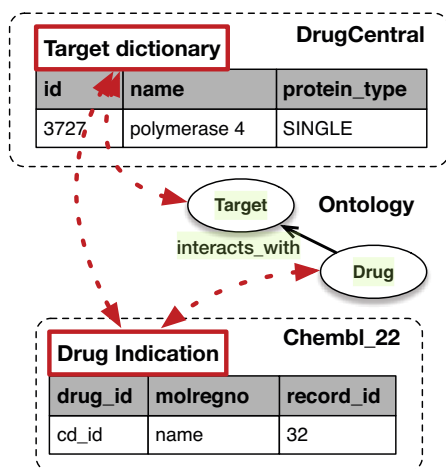 DrugCentral
Target dictionary
id name protein_type
3727 polymerase 4 SINGLE
Target
Ontology
interacts_with
Drug
Chembl_22
Drug Indication
drug_id molregno record_id
cd_id name 32